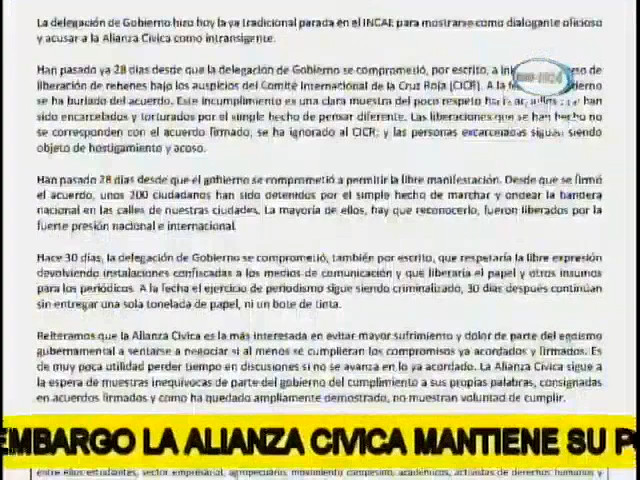 La delegación de Gobierno hizo hoy la ya tradicional parada en el INCAE para mostrarse como dialogante oficioso
y acusar a la Alianza Cívica como intransigente.
Han pasado ya 28 días desde que la delegación de Gobierno se comprometió, por escrito, a de
liberación de rehenes bajo los auspicios del Comité Internacional de la Cruz Roja (CICR). A la
se ha burlado del acuerdo. Este incumplimiento es una clara muestra del poco respeto han
sido encarcelados y torturados por el simple hecho de pensar diferente. Las liberaciones que se han hecho no
se corresponden con el acuerdo firmado, se ha ignorado al CICR; y las personas excarceladas siguen siendo
objeto de hostigamiento y acoso.
Han pasado 28 días desde que el gobierno se comprometió a permitir la libre manifestación. Desde que se firmó
el acuerdo, unos 200 ciudadanos han sido detenidos por el simple hecho de marchar y ondear la bandera
nacional en las calles de nuestras ciudades. La mayoría de ellos, hay que reconocerlo, fueron liberados por la
fuerte presión nacional e internacional.
Hace 30 días, la delegación de Gobierno se comprometió, también por escrito, que respetaría la libre expresión
devolviendo instalaciones confiscadas a los medios de comunicación y que liberaría el papel y otros insumos
para los periódicos. A la fecha el ejercicio de periodismo sigue siendo criminalizado, 30 días después continúan
sin entregar una sola tonelada de papel, ni un bote de tinta.
Reiteramos que la Alianza Cívica es la más interesada en evitar mayor sufrimiento y dolor de parte del egoísmo
gubernamental a sentarse a negociar si al menos se cumplieran los compromisos ya acordados y firmados. Es
de muy poca utilidad perder tiempo en discusiones si no se avanza en lo ya acordado. La Alianza Cívica sigue a
la espera de muestras inequívocas de parte del gobierno del cumplimiento a sus propias palabras, consignadas
en acuerdos firmados y como ha quedado ampliamente demostrado, no muestran voluntad de cumplir.
EMBARGO LA ALIANZA CIVICA MANTIENE SU P
entre ellos estudiantes, sector empresarial, agropecuario, movimiento campesino, académicos, activistas de derechos humanos y